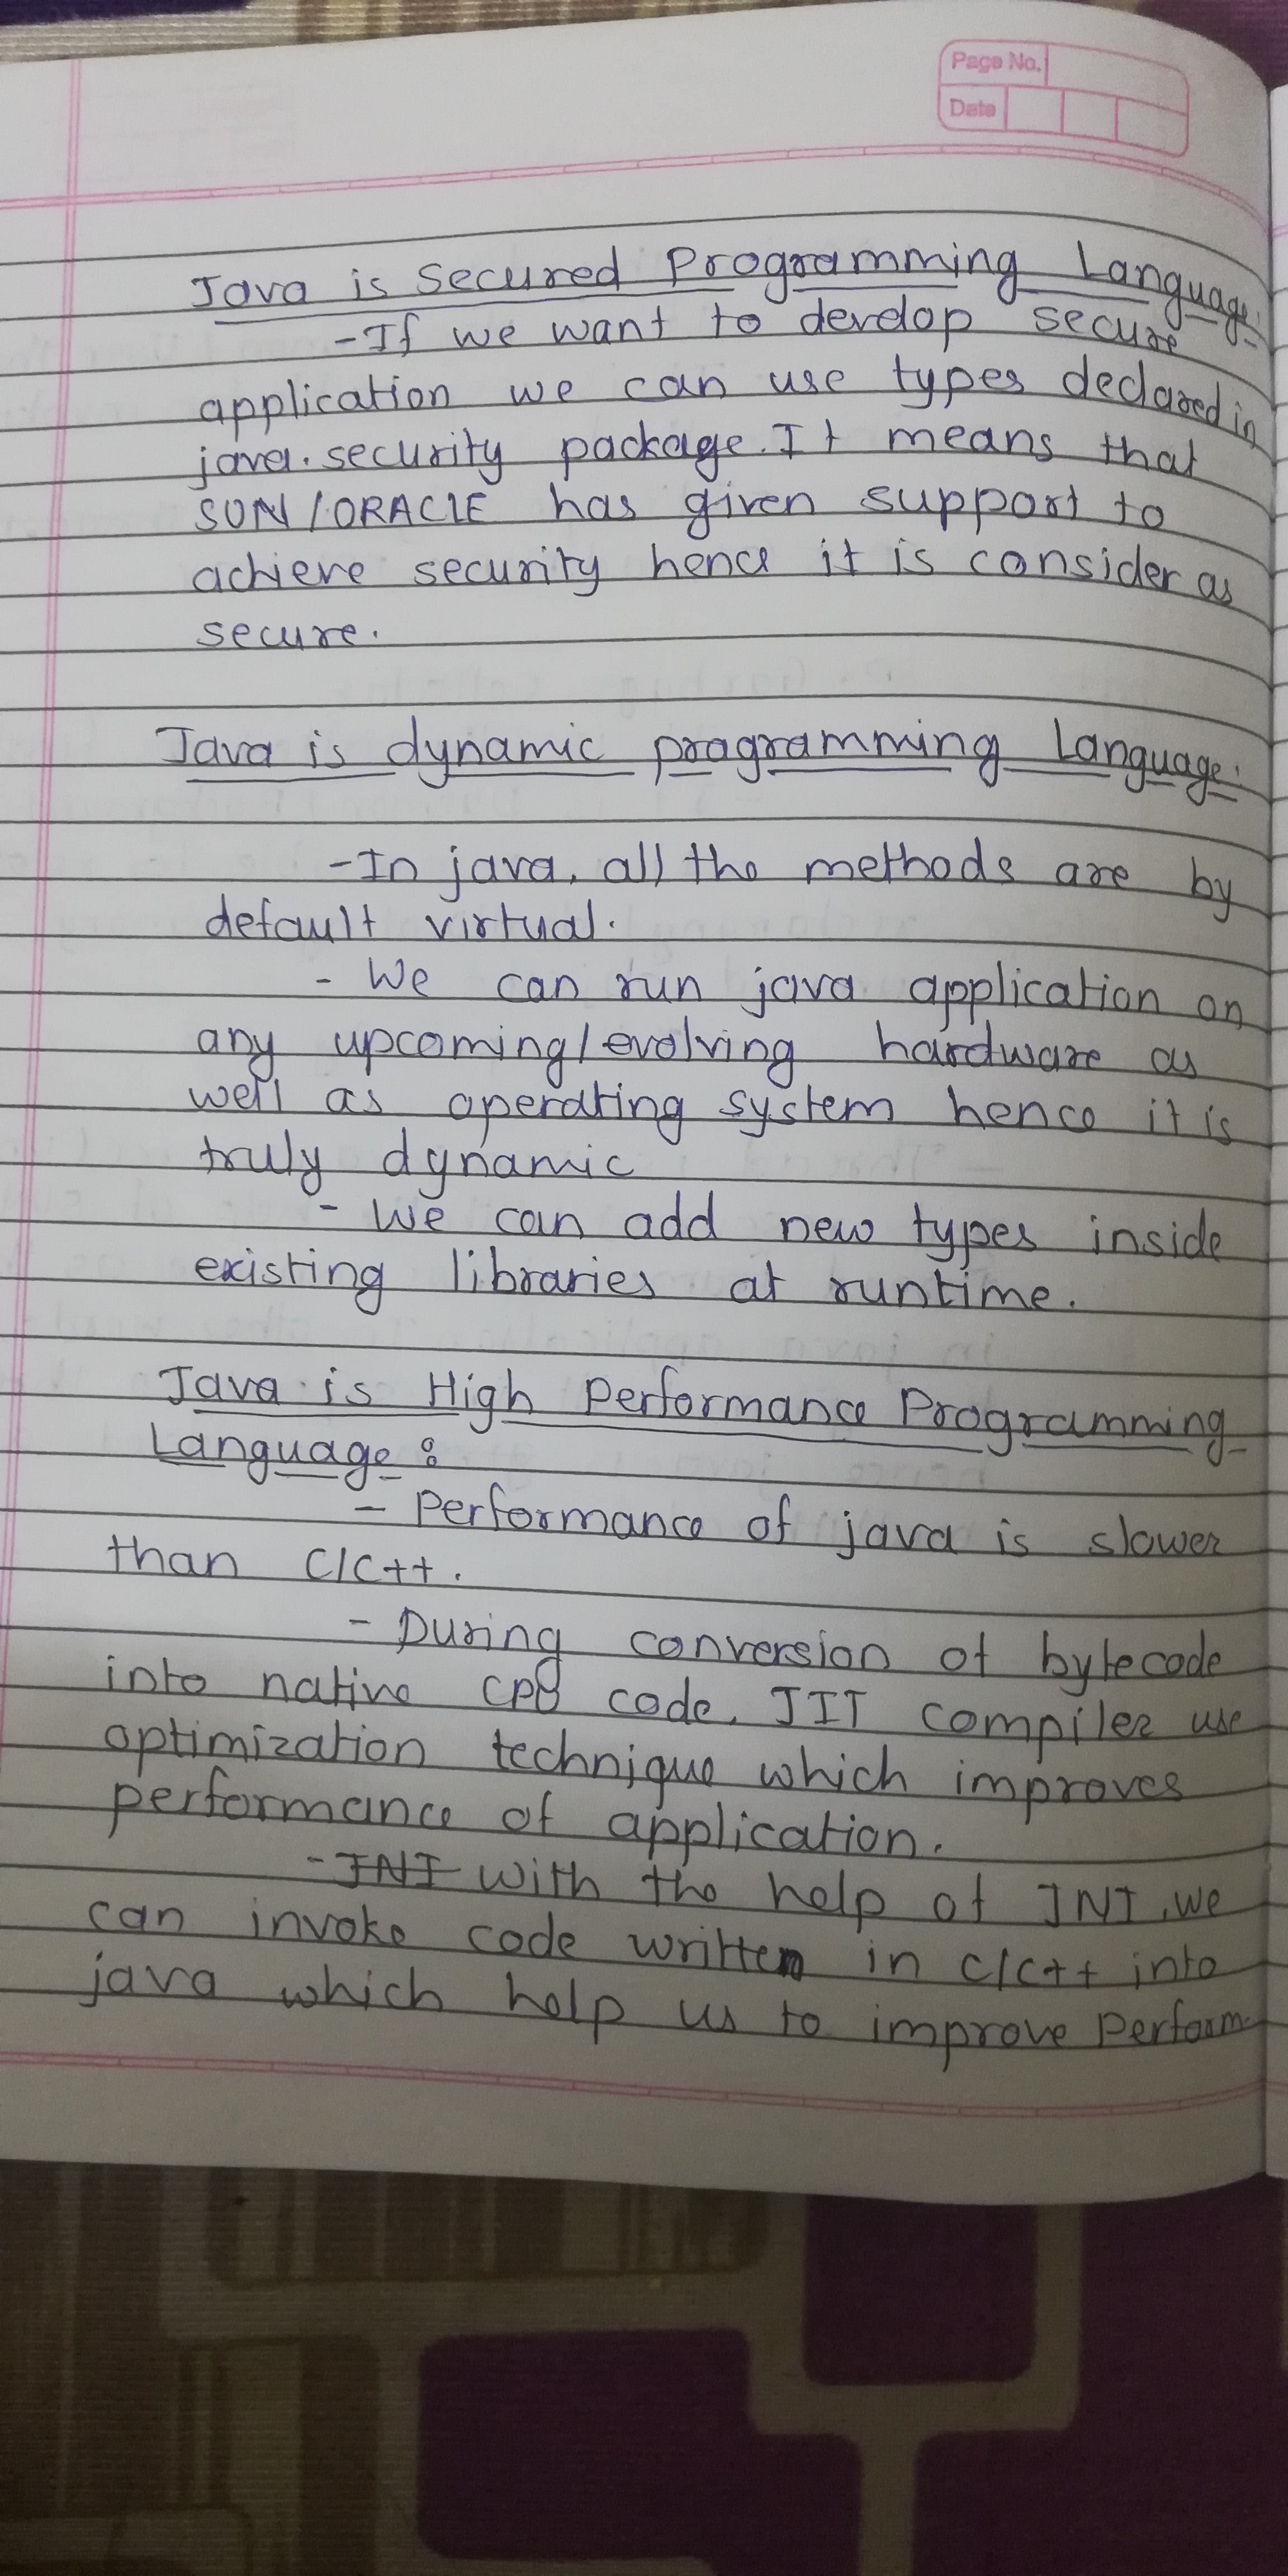 Page No.
Date
Java is Secured Programming Language:
-If we want to develop secure
application we can use types declared in
java.security package. It means that
SUN/ORACLE has given support to
achieve security hence it is consider as
secure.
Java is dynamic programming Language:
-In java, all the methods are by
default virtual.
- We can run java application on
any upcoming/evolving hardware as
well as operating system hence it is
truly dynamic
- We can add new types inside
existing libraries at runtime.
Java is High Performance Programming
Language :
- Performance of java is slower
than C/C++.
- During conversion of bytecode
into native CPU code, JIT compiler use
optimization technique which improves
performance of application.
- JNI with the help of JNI, we
can invoke code written in C/C++ into
java which help us to improve Perform